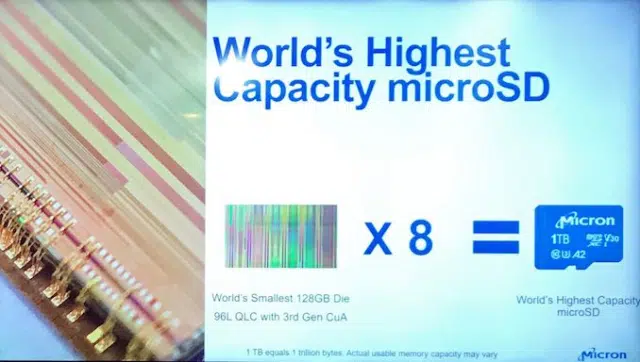 World's Highest
Capacity microSD
X 8 =
Micron
1TB
microSD XC I V30
10 U3 A2
World's Smallest 128GB Die
96L QLC with 3rd Gen CuA
World's Highest Capacity
microSD
1 TB equals 1 trillion bytes. Actual usable memory capacity may vary
Micron